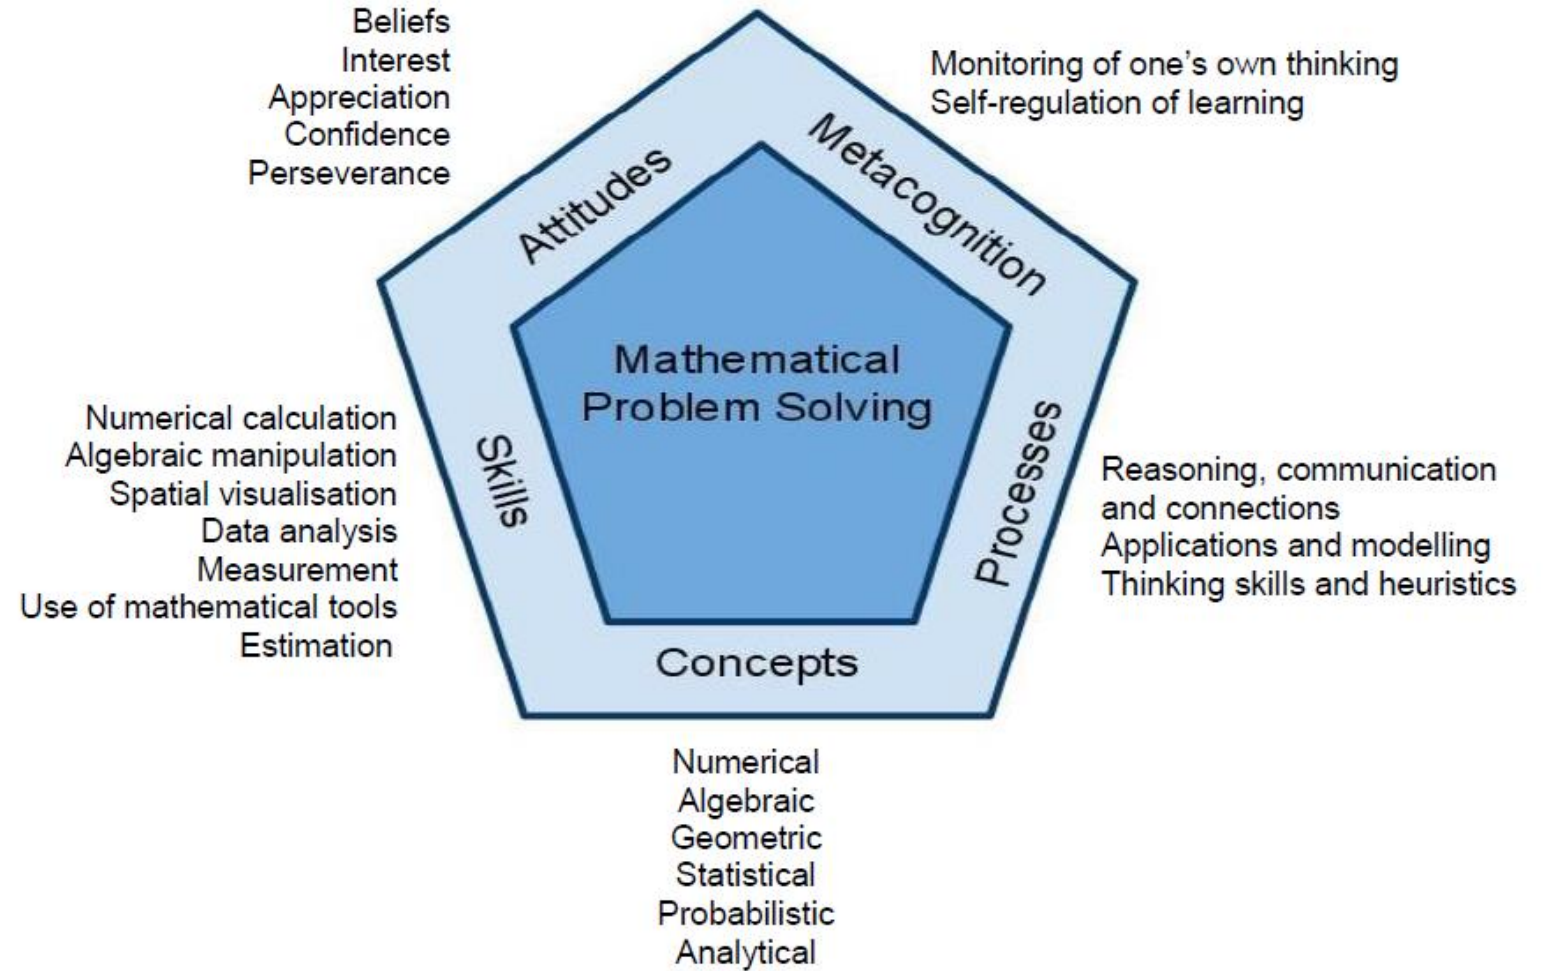 Beliefs
Interest
Appreciation
Confidence
Perseverance
Monitoring of one's own thinking
Self-regulation of learning
Attitudes
Metacognition
Mathematical
Problem Solving
Numerical calculation
Algebraic manipulation
Spatial visualisation
Data analysis
Measurement
Use of mathematical tools
Estimation
Skills
Processes
Reasoning, communication
and connections
Applications and modelling
Thinking skills and heuristics
Concepts
Numerical
Algebraic
Geometric
Statistical
Probabilistic
Analytical